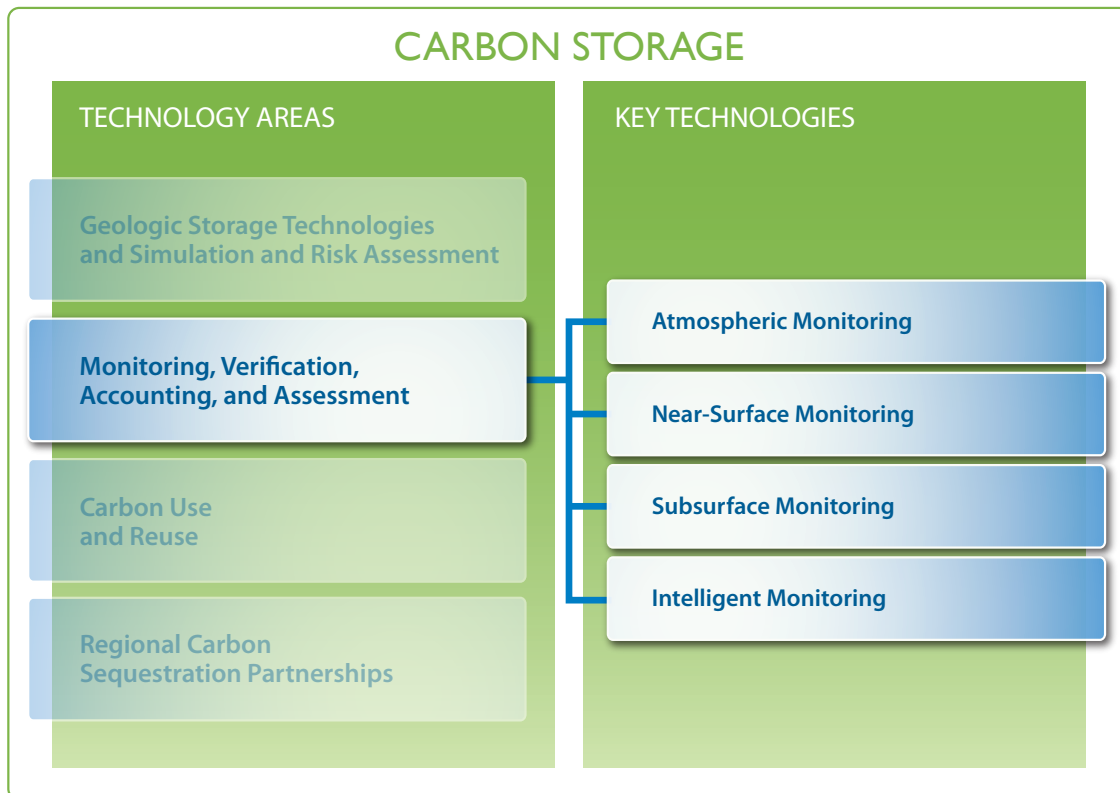 CARBON STORAGE
TECHNOLOGY AREAS
Geologic Storage Technologies
and Simulation and Risk Assessment
Monitoring, Verification,
Accounting, and Assessment
Carbon Use
and Reuse
Regional Carbon
Sequestration Partnerships
KEY TECHNOLOGIES
Atmospheric Monitoring
Near-Surface Monitoring
Subsurface Monitoring
Intelligent Monitoring